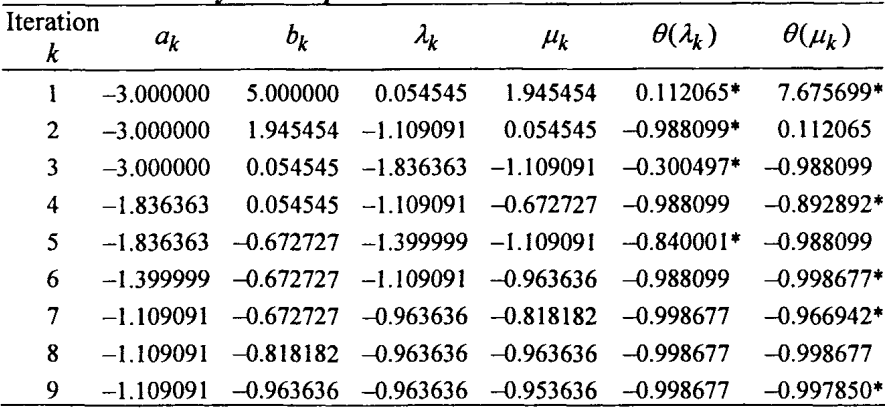 Iteration k a_k b_k λ_k μ_k θ(λ_k) θ(μ_k)
1 –3.000000 5.000000 0.054545 1.945454 0.112065* 7.675699*
2 –3.000000 1.945454 –1.109091 0.054545 –0.988099* 0.112065
3 –3.000000 0.054545 –1.836363 –1.109091 –0.300497* –0.988099
4 –1.836363 0.054545 –1.109091 –0.672727 –0.988099 –0.892892*
5 –1.836363 –0.672727 –1.399999 –1.109091 –0.840001* –0.988099
6 –1.399999 –0.672727 –1.109091 –0.963636 –0.988099 –0.998677*
7 –1.109091 –0.672727 –0.963636 –0.818182 –0.998677 –0.966942*
8 –1.109091 –0.818182 –0.963636 –0.963636 –0.998677 –0.998677
9 –1.109091 –0.963636 –0.963636 –0.953636 –0.998677 –0.997850*